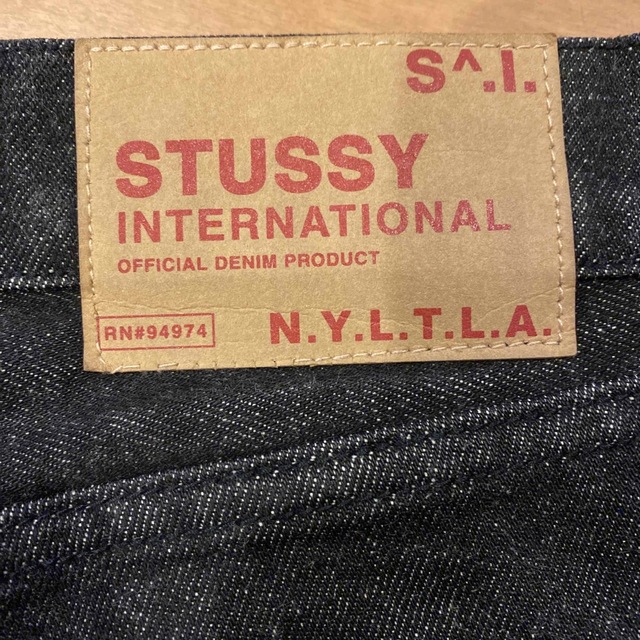 S^.I.
STUSSY
INTERNATIONAL
OFFICIAL DENIM PRODUCT
RN#94974
N.Y.L.T.L.A.